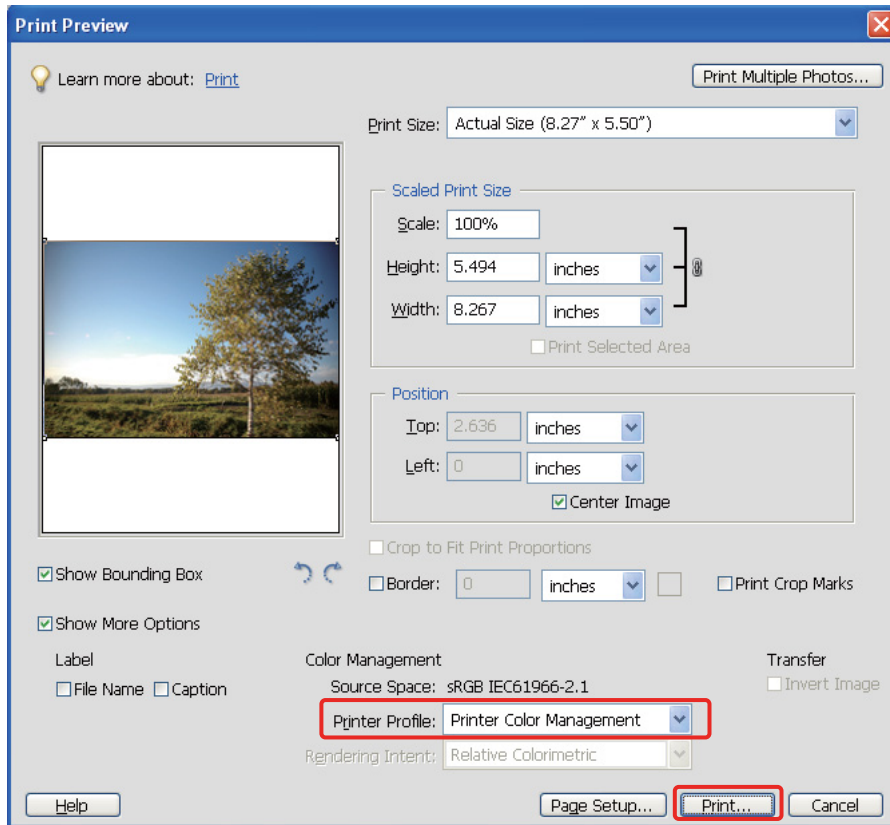 Print Preview
Learn more about: Print
Print Multiple Photos...
Print Size: Actual Size (8.27" x 5.50")
Scaled Print Size
Scale: 100%
Height: 5.494 inches
Width: 8.267 inches
Print Selected Area
Position
Top: 2.636 inches
Left: 0 inches
Center Image
Crop to Fit Print Proportions
Show Bounding Box
Border: 0 inches
Print Crop Marks
Show More Options
Label
File Name Caption
Color Management
Source Space: sRGB IEC61966-2.1
Printer Profile: Printer Color Management
Rendering Intent: Relative Colorimetric
Transfer
Invert Image
Help
Page Setup...
Print...
Cancel